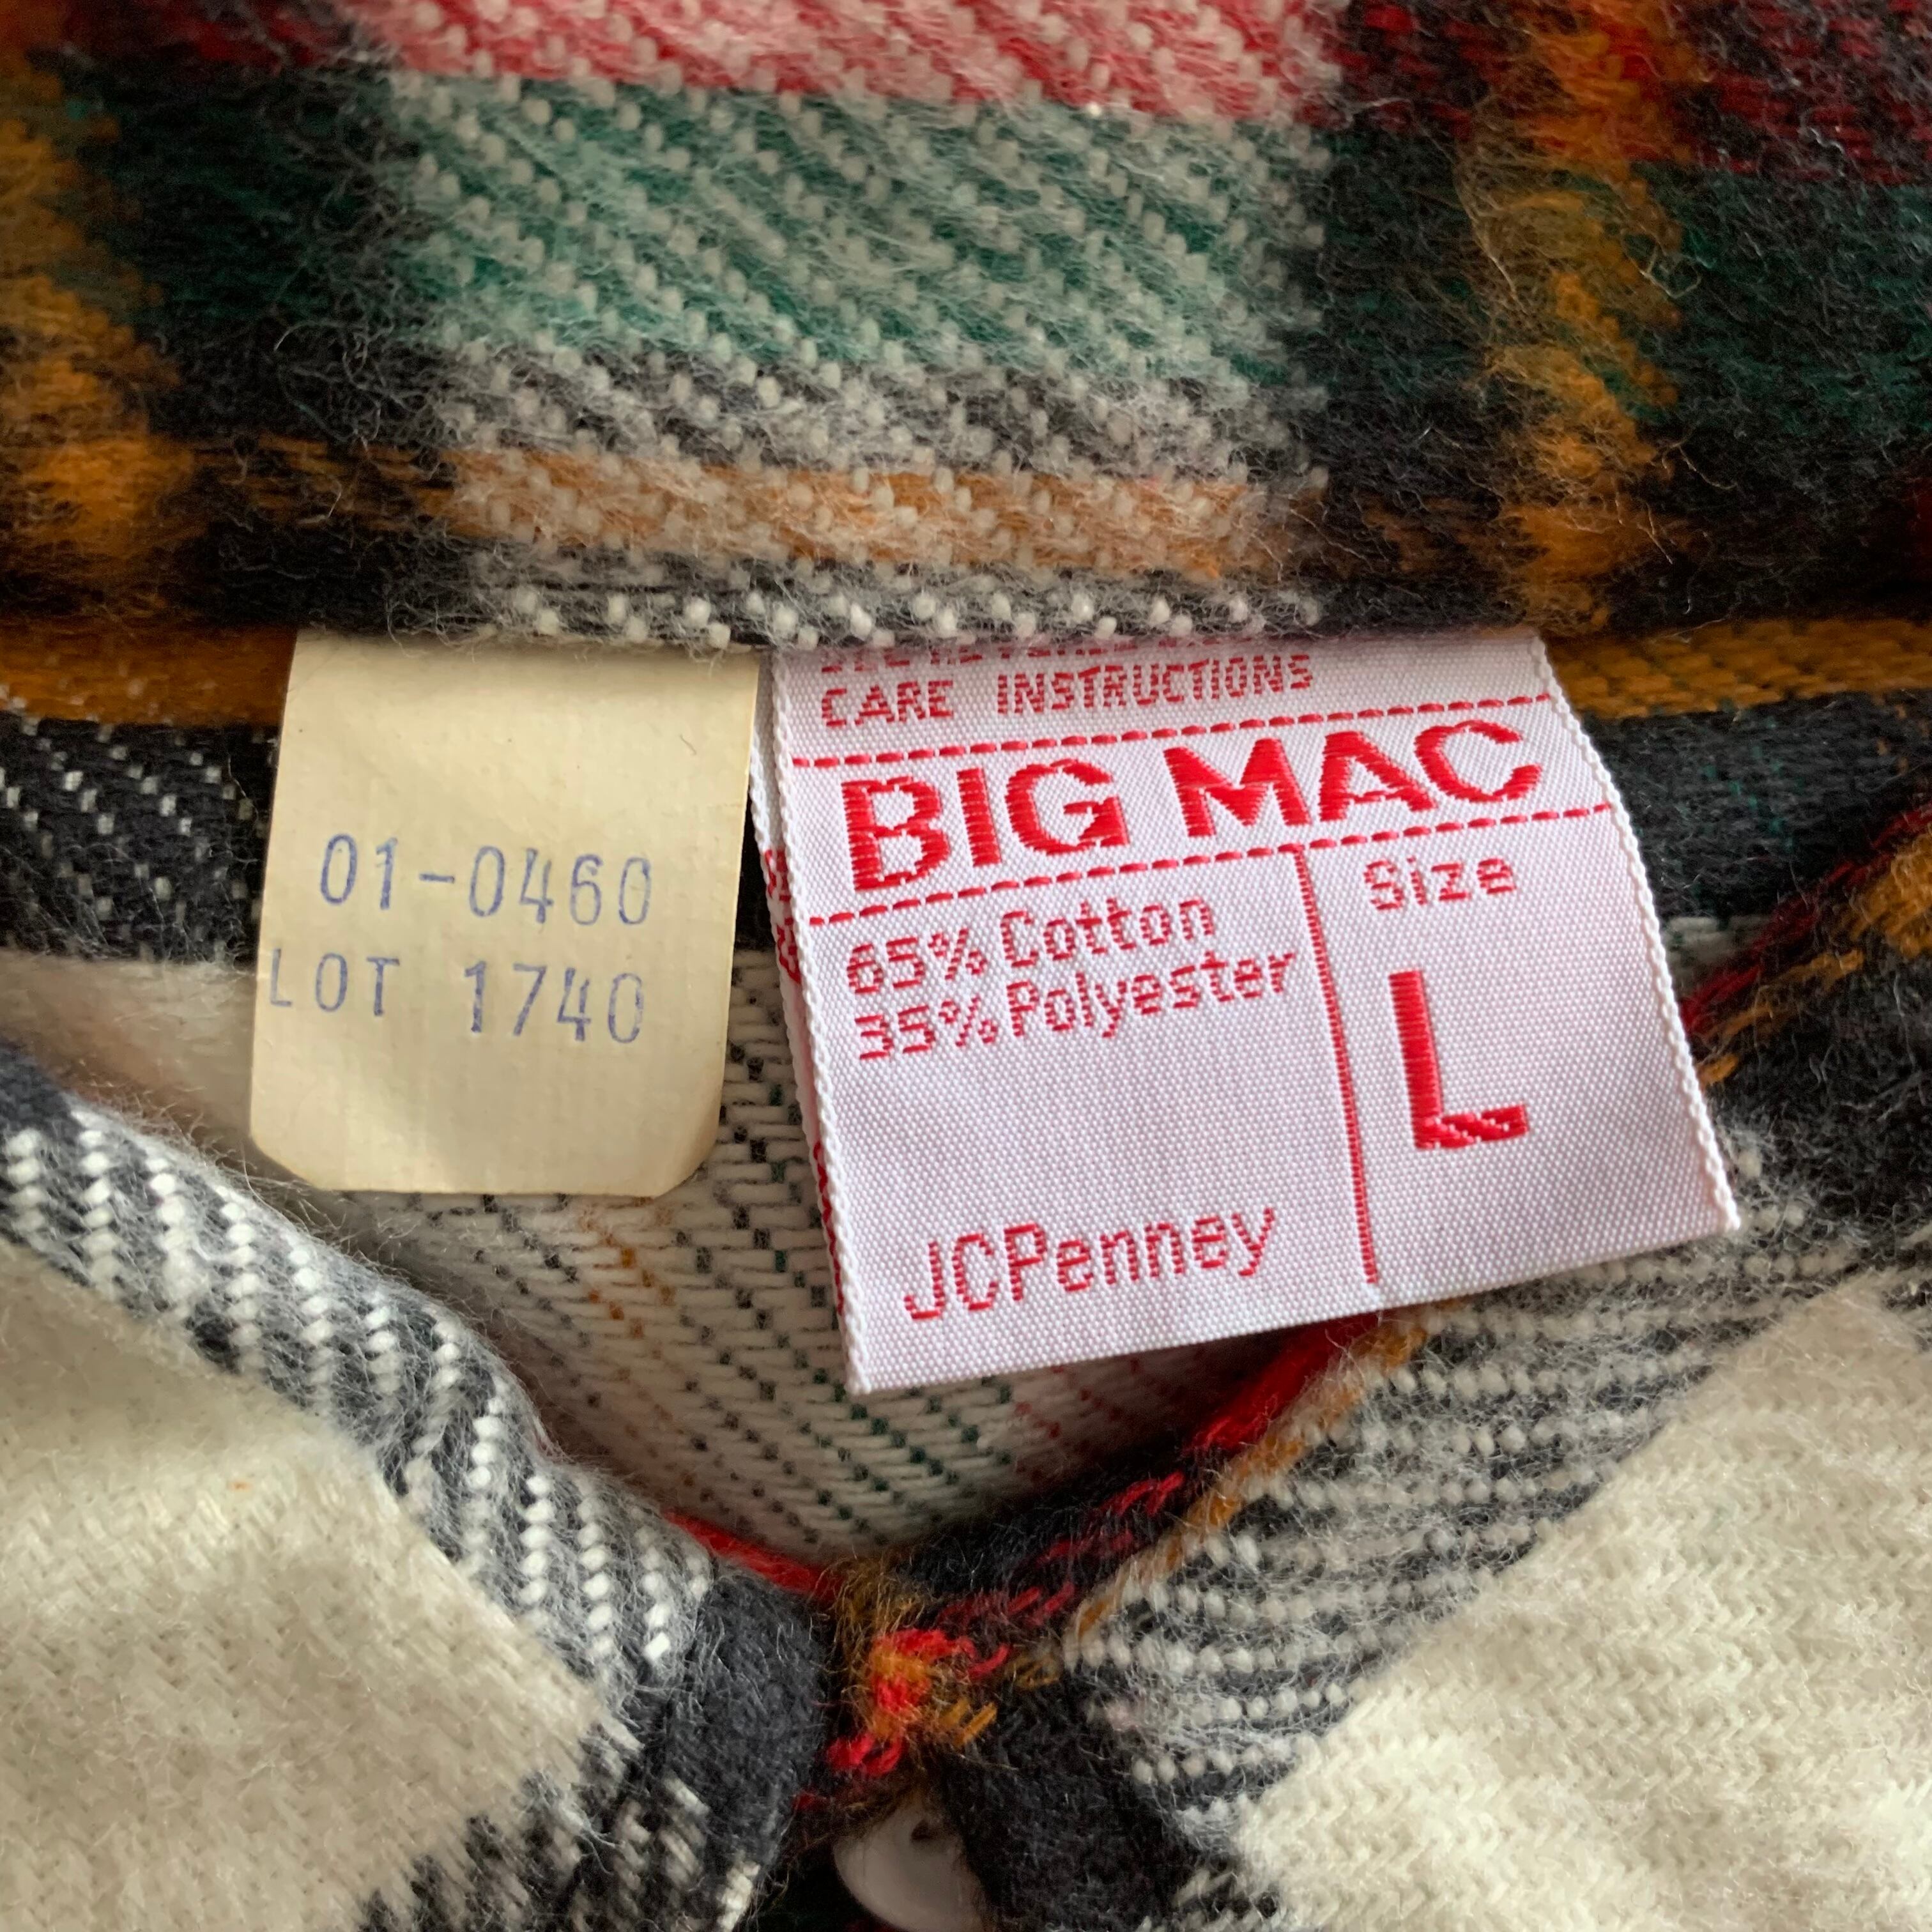 01-0460
LOT 1740
CARE INSTRUCTIONS
BIG MAC
65% Cotton
35% Polyester
Size
L
JCPenney